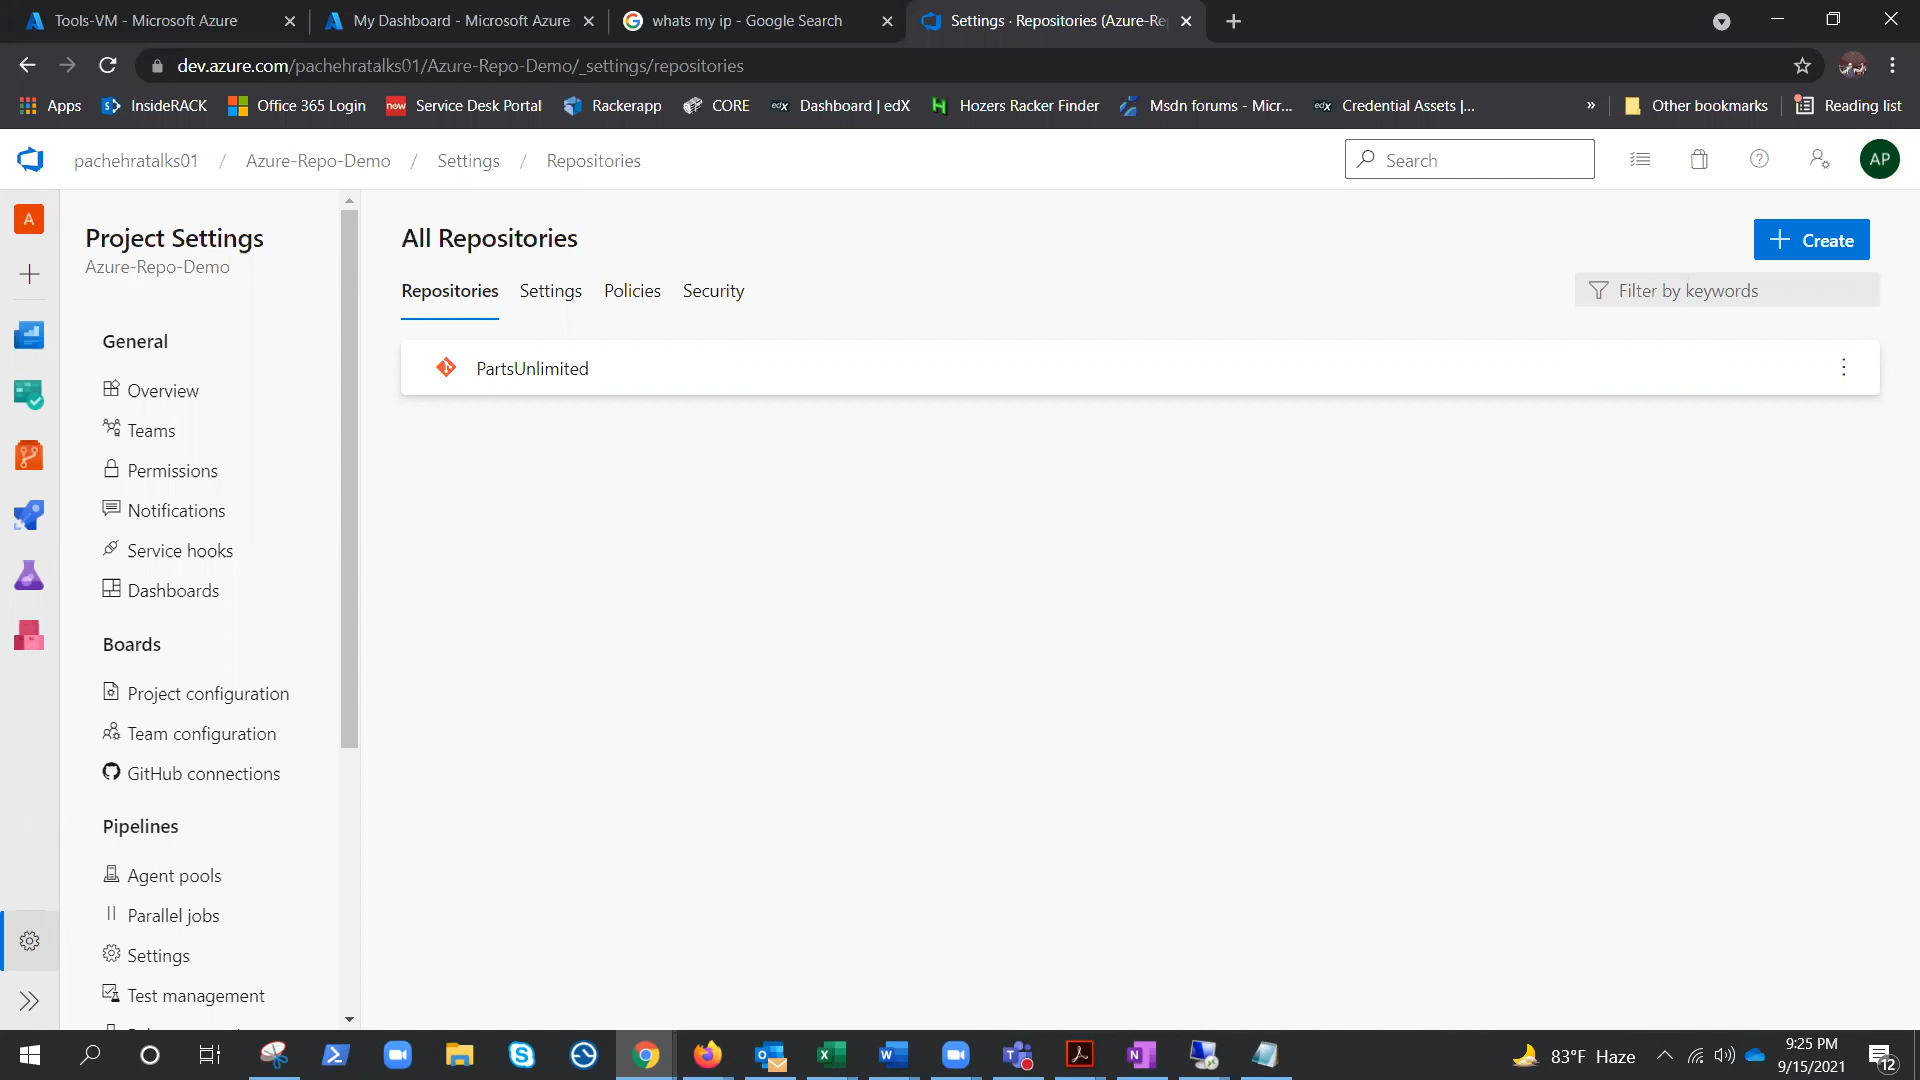 Tools-VM - Microsoft Azure
My Dashboard - Microsoft Azure
whats my ip - Google Search
Settings · Repositories (Azure-Re
dev.azure.com/pachehratalks01/Azure-Repo-Demo/_settings/repositories
Apps
InsideRACK
Office 365 Login
new
Service Desk Portal
Rackerapp
CORE
edX
Dashboard | edX
Hozers Racker Finder
Msdn forums - Micr...
edX
Credential Assets |...
»
Other bookmarks
Reading list
pachehratalks01 / Azure-Repo-Demo / Settings / Repositories
Search
AP
A
Project Settings
Azure-Repo-Demo
General
Overview
Teams
Permissions
Notifications
Service hooks
Dashboards
Boards
Project configuration
Team configuration
GitHub connections
Pipelines
Agent pools
Parallel jobs
Settings
Test management
All Repositories
Create
Repositories
Settings
Policies
Security
Filter by keywords
PartsUnlimited
83°F Haze
9:25 PM
9/15/2021
12